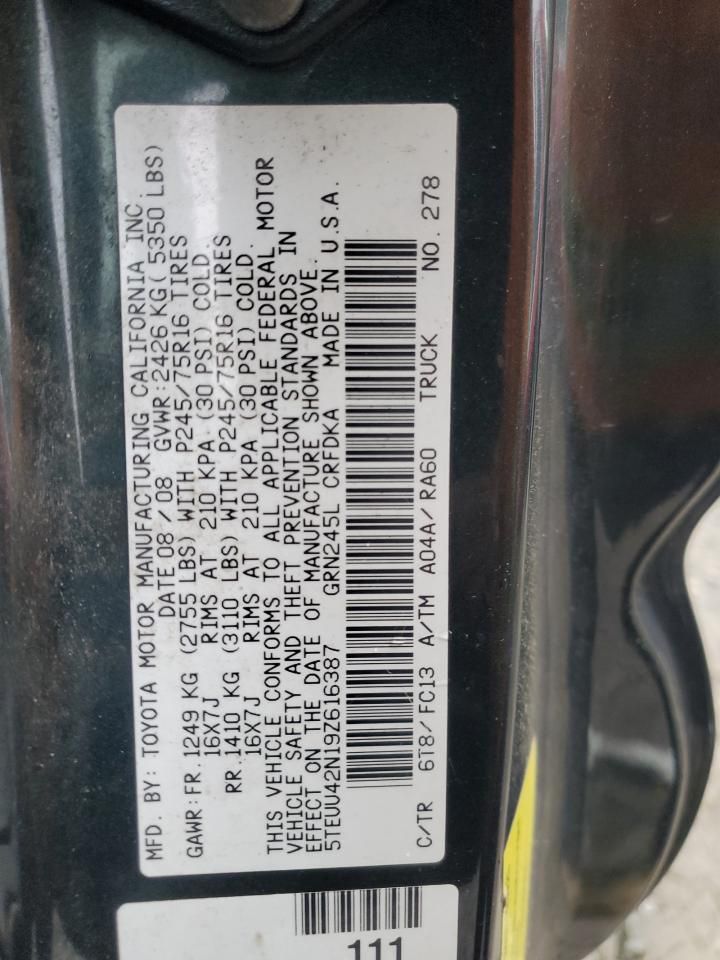 MFD. BY: TOYOTA MOTOR MANUFACTURING CALIFORNIA INC.
DATE 08 / 08 GVWR:2426 KG( 5350 LBS)
GAWR:FR.1249 KG (2755 LBS) WITH P245/75R16 TIRES
16X7J RIMS AT 210 KPA (30 PSI) COLD.
RR.1410 KG (3110 LBS) WITH P245/75R16 TIRES
16X7J RIMS AT 210 KPA (30 PSI) COLD.
THIS VEHICLE CONFORMS TO ALL APPLICABLE FEDERAL MOTOR
VEHICLE SAFETY AND THEFT PREVENTION STANDARDS IN
EFFECT ON THE DATE OF MANUFACTURE SHOWN ABOVE.
5TEUU42N19Z616387 GRN245L CRFDKA MADE IN U.S.A.
C/TR 6T8/FC13 A/TM A04A/RA60 TRUCK NO. 278
111